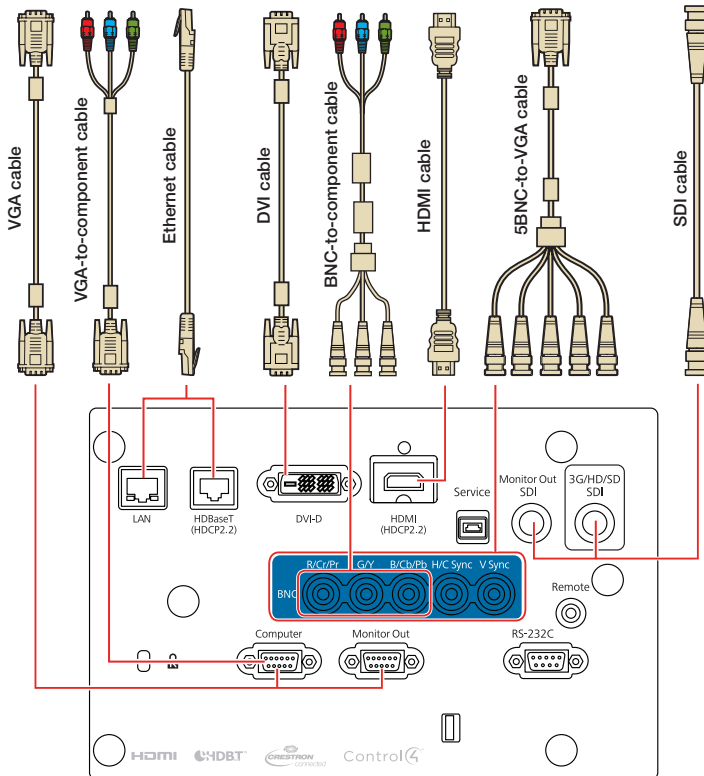 VGA cable
VGA-to-component cable
Ethernet cable
DVI cable
BNC-to-component cable
HDMI cable
5BNC-to-VGA cable
SDI cable
LAN
HDBaseT
(HDCP2.2)
DVI-D
HDMI
(HDCP2.2)
Service
Monitor Out
SDI
3G/HD/SD
SDI
R/Cr/Pr G/Y B/Cb/Pb H/C Sync V Sync
BNC
Remote
Computer
Monitor Out
RS-232C
HDMI
HDBT
CRESTRON
connected
Control4